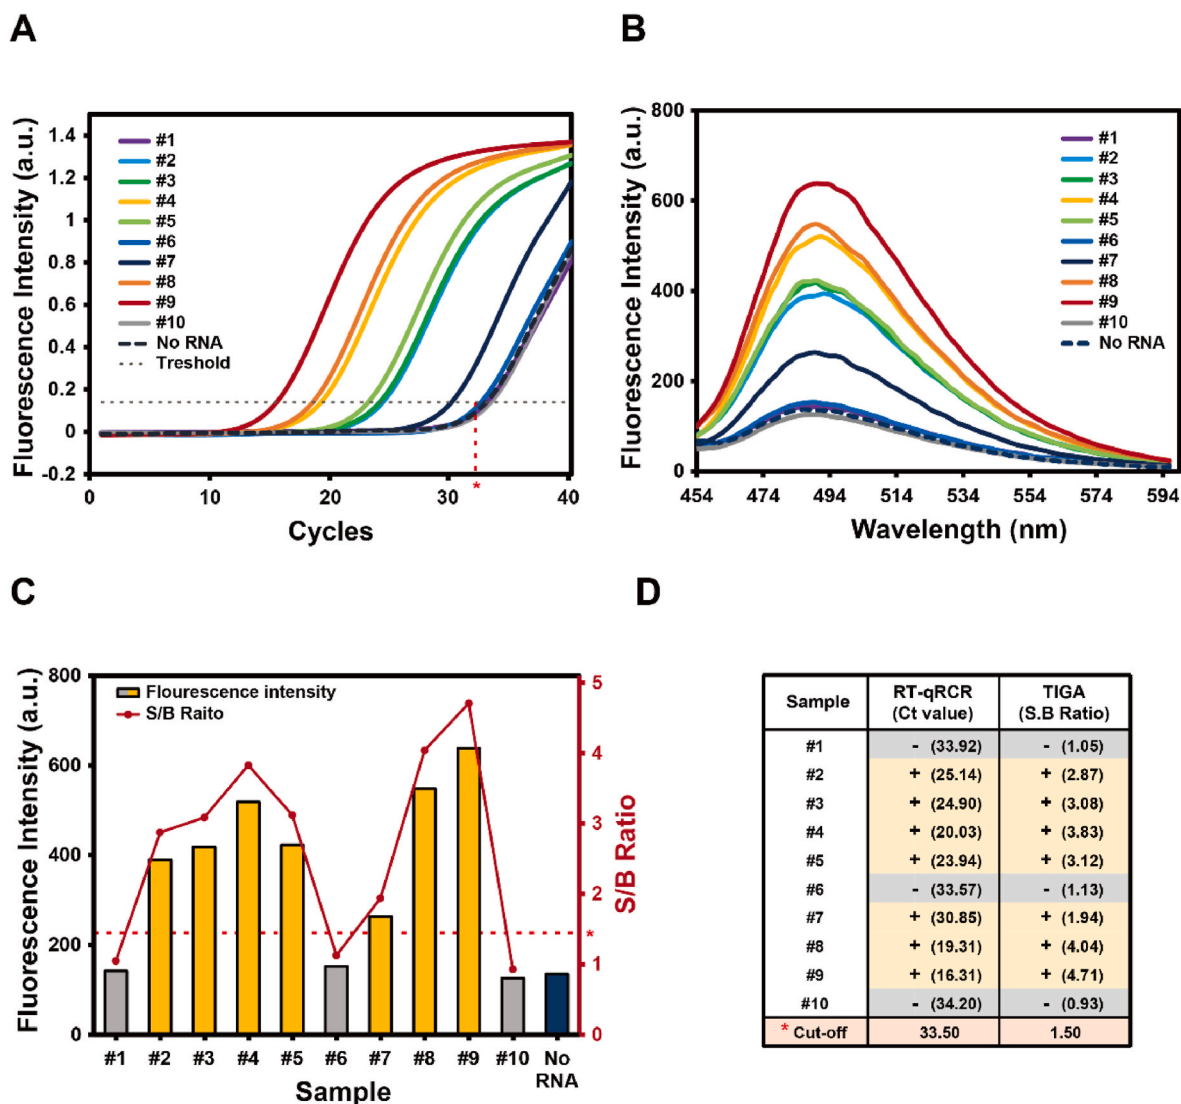 A
Fluorescence Intensity (a.u.)
1.4
1.2
1
0.8
0.6
0.4
0.2
0
-0.2
#1
#2
#3
#4
#5
#6
#7
#8
#9
#10
No RNA
Treshold
*
0 10 20 30 40
Cycles
B
Fluorescence Intensity (a.u.)
800
600
400
200
0
#1
#2
#3
#4
#5
#6
#7
#8
#9
#10
No RNA
454 474 494 514 534 554 574 594
Wavelength (nm)
C
Fluorescence Intensity (a.u.)
800
600
400
200
0
Flourescence intensity
S/B Raito
5
4
3
2
1
0
*
S/B Ratio
#1 #2 #3 #4 #5 #6 #7 #8 #9 #10 No
RNA
Sample
D
Sample RT-qRCR TIGA
(Ct value) (S.B Ratio)
#1 - (33.92) - (1.05)
#2 + (25.14) + (2.87)
#3 + (24.90) + (3.08)
#4 + (20.03) + (3.83)
#5 + (23.94) + (3.12)
#6 - (33.57) - (1.13)
#7 + (30.85) + (1.94)
#8 + (19.31) + (4.04)
#9 + (16.31) + (4.71)
#10 - (34.20) - (0.93)
* Cut-off 33.50 1.50